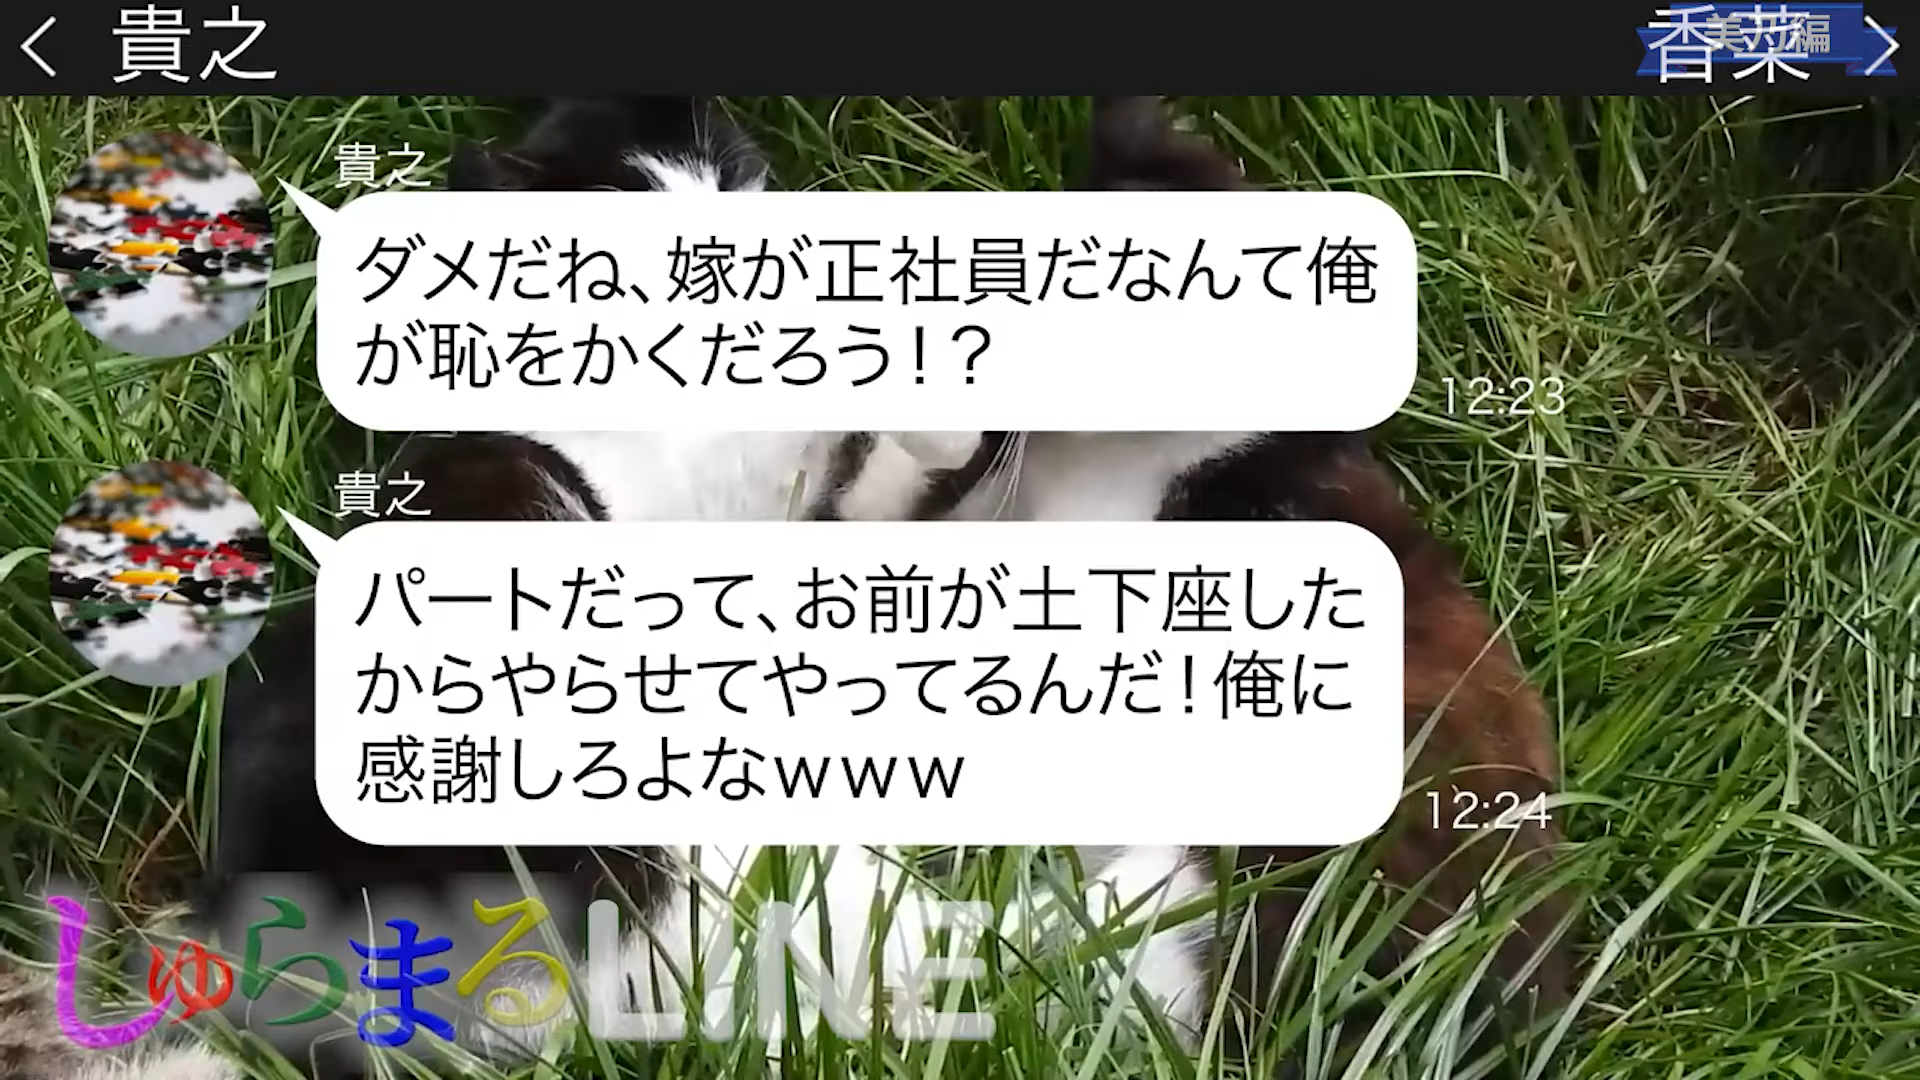 貴之
香菜
貴之
ダメだね、嫁が正社員だなんて俺
が恥をかくだろう！？
12:23
貴之
パートだって、お前が土下座した
からやらせてやってるんだ！俺に
感謝しろよなｗｗｗ
12:24
しゅらまるLINE